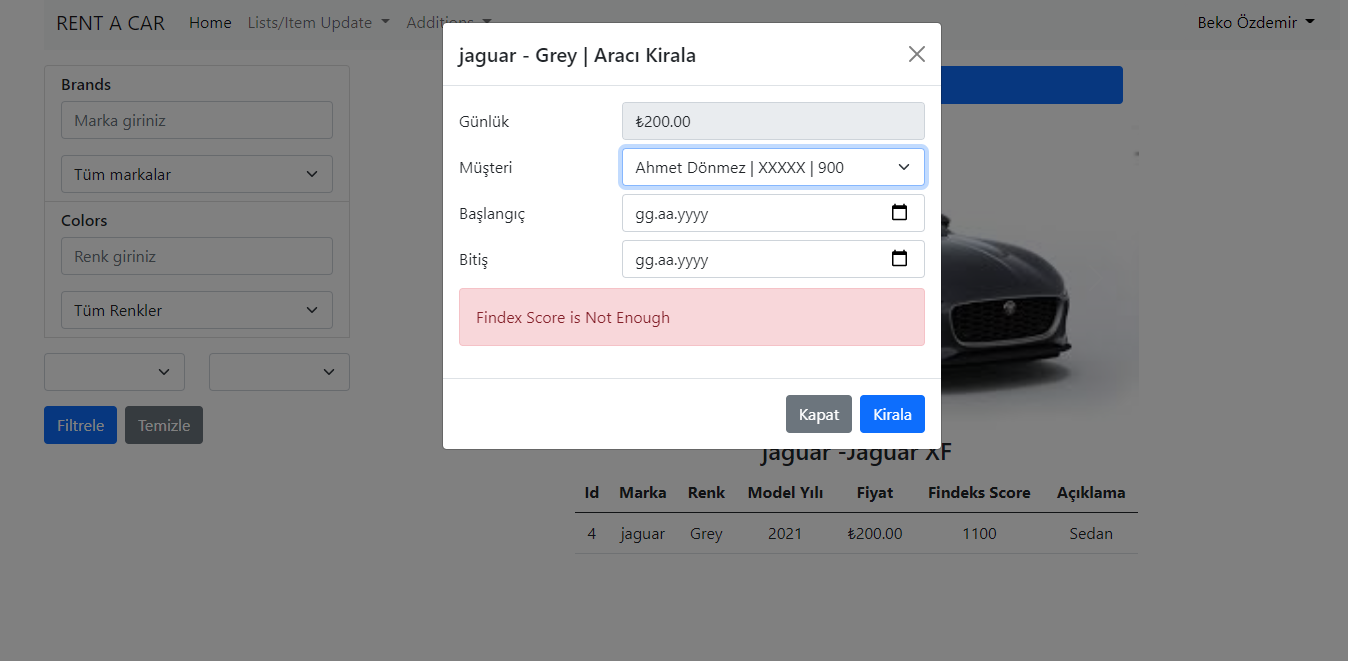 RENT A CAR Home Lists/Item Update Additions Beko Özdemir
Brands
Marka giriniz
Tüm markalar
Colors
Renk giriniz
Tüm Renkler
Filtrele Temizle
jaguar - Grey | Aracı Kirala
Günlük ₺200.00
Müşteri Ahmet Dönmez | XXXXX | 900
Başlangıç gg.aa.yyyy
Bitiş gg.aa.yyyy
Findex Score is Not Enough
Kapat Kirala
jaguar -Jaguar XF
Id Marka Renk Model Yılı Fiyat Findeks Score Açıklama
4 jaguar Grey 2021 ₺200.00 1100 Sedan